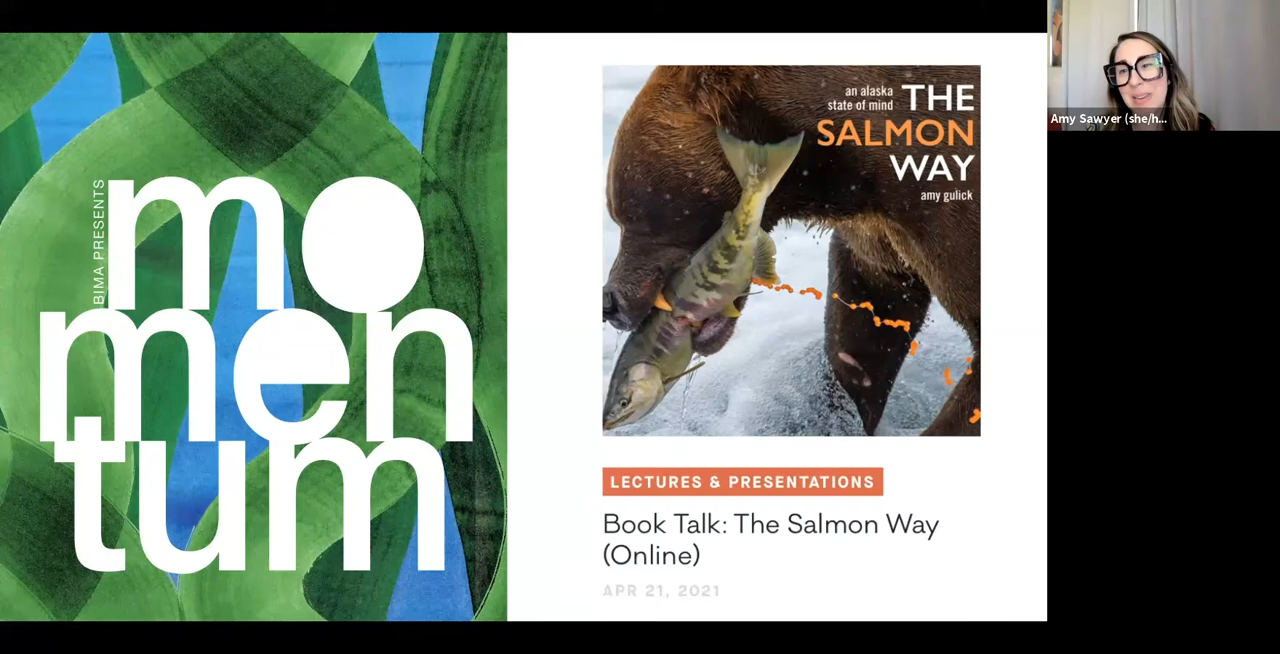 BIMA PRESENTS
mo
men
tum
an alaska
state of mind
THE
SALMON
WAY
amy gulick
LECTURES & PRESENTATIONS
Book Talk: The Salmon Way
(Online)
APR 21, 2021
Amy Sawyer (she/h...